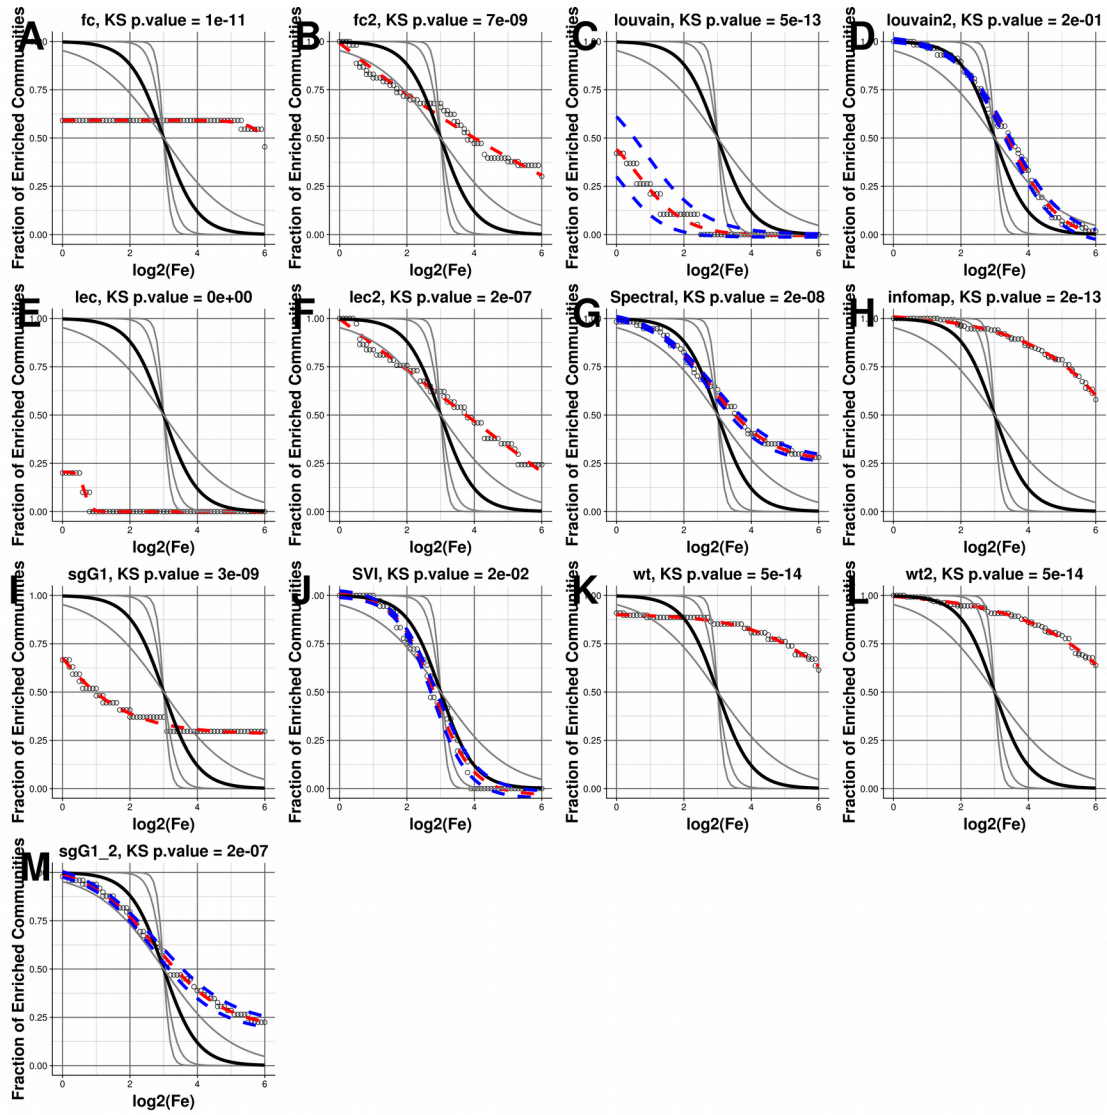 A fc, KS p.value = 1e-11
Fraction of Enriched Communities
1.00
0.75
0.50
0.25
0.00
0 2 4 6
log2(Fe)
B fc2, KS p.value = 7e-09
Fraction of Enriched Communities
1.00
0.75
0.50
0.25
0.00
0 2 4 6
log2(Fe)
C louvain, KS p.value = 5e-13
Fraction of Enriched Communities
1.00
0.75
0.50
0.25
0.00
0 2 4 6
log2(Fe)
D louvain2, KS p.value = 2e-01
Fraction of Enriched Communities
1.00
0.75
0.50
0.25
0.00
0 2 4 6
log2(Fe)
E lec, KS p.value = 0e+00
Fraction of Enriched Communities
1.00
0.75
0.50
0.25
0.00
0 2 4 6
log2(Fe)
F lec2, KS p.value = 2e-07
Fraction of Enriched Communities
1.00
0.75
0.50
0.25
0.00
0 2 4 6
log2(Fe)
G Spectral, KS p.value = 2e-08
Fraction of Enriched Communities
1.00
0.75
0.50
0.25
0.00
0 2 4 6
log2(Fe)
H infomap, KS p.value = 2e-13
Fraction of Enriched Communities
1.00
0.75
0.50
0.25
0.00
0 2 4 6
log2(Fe)
I sgG1, KS p.value = 3e-09
Fraction of Enriched Communities
1.00
0.75
0.50
0.25
0.00
0 2 4 6
log2(Fe)
J SVI, KS p.value = 2e-02
Fraction of Enriched Communities
1.00
0.75
0.50
0.25
0.00
0 2 4 6
log2(Fe)
K wt, KS p.value = 5e-14
Fraction of Enriched Communities
1.00
0.75
0.50
0.25
0.00
0 2 4 6
log2(Fe)
L wt2, KS p.value = 5e-14
Fraction of Enriched Communities
1.00
0.75
0.50
0.25
0.00
0 2 4 6
log2(Fe)
M sgG1_2, KS p.value = 2e-07
Fraction of Enriched Communities
1.00
0.75
0.50
0.25
0.00
0 2 4 6
log2(Fe)